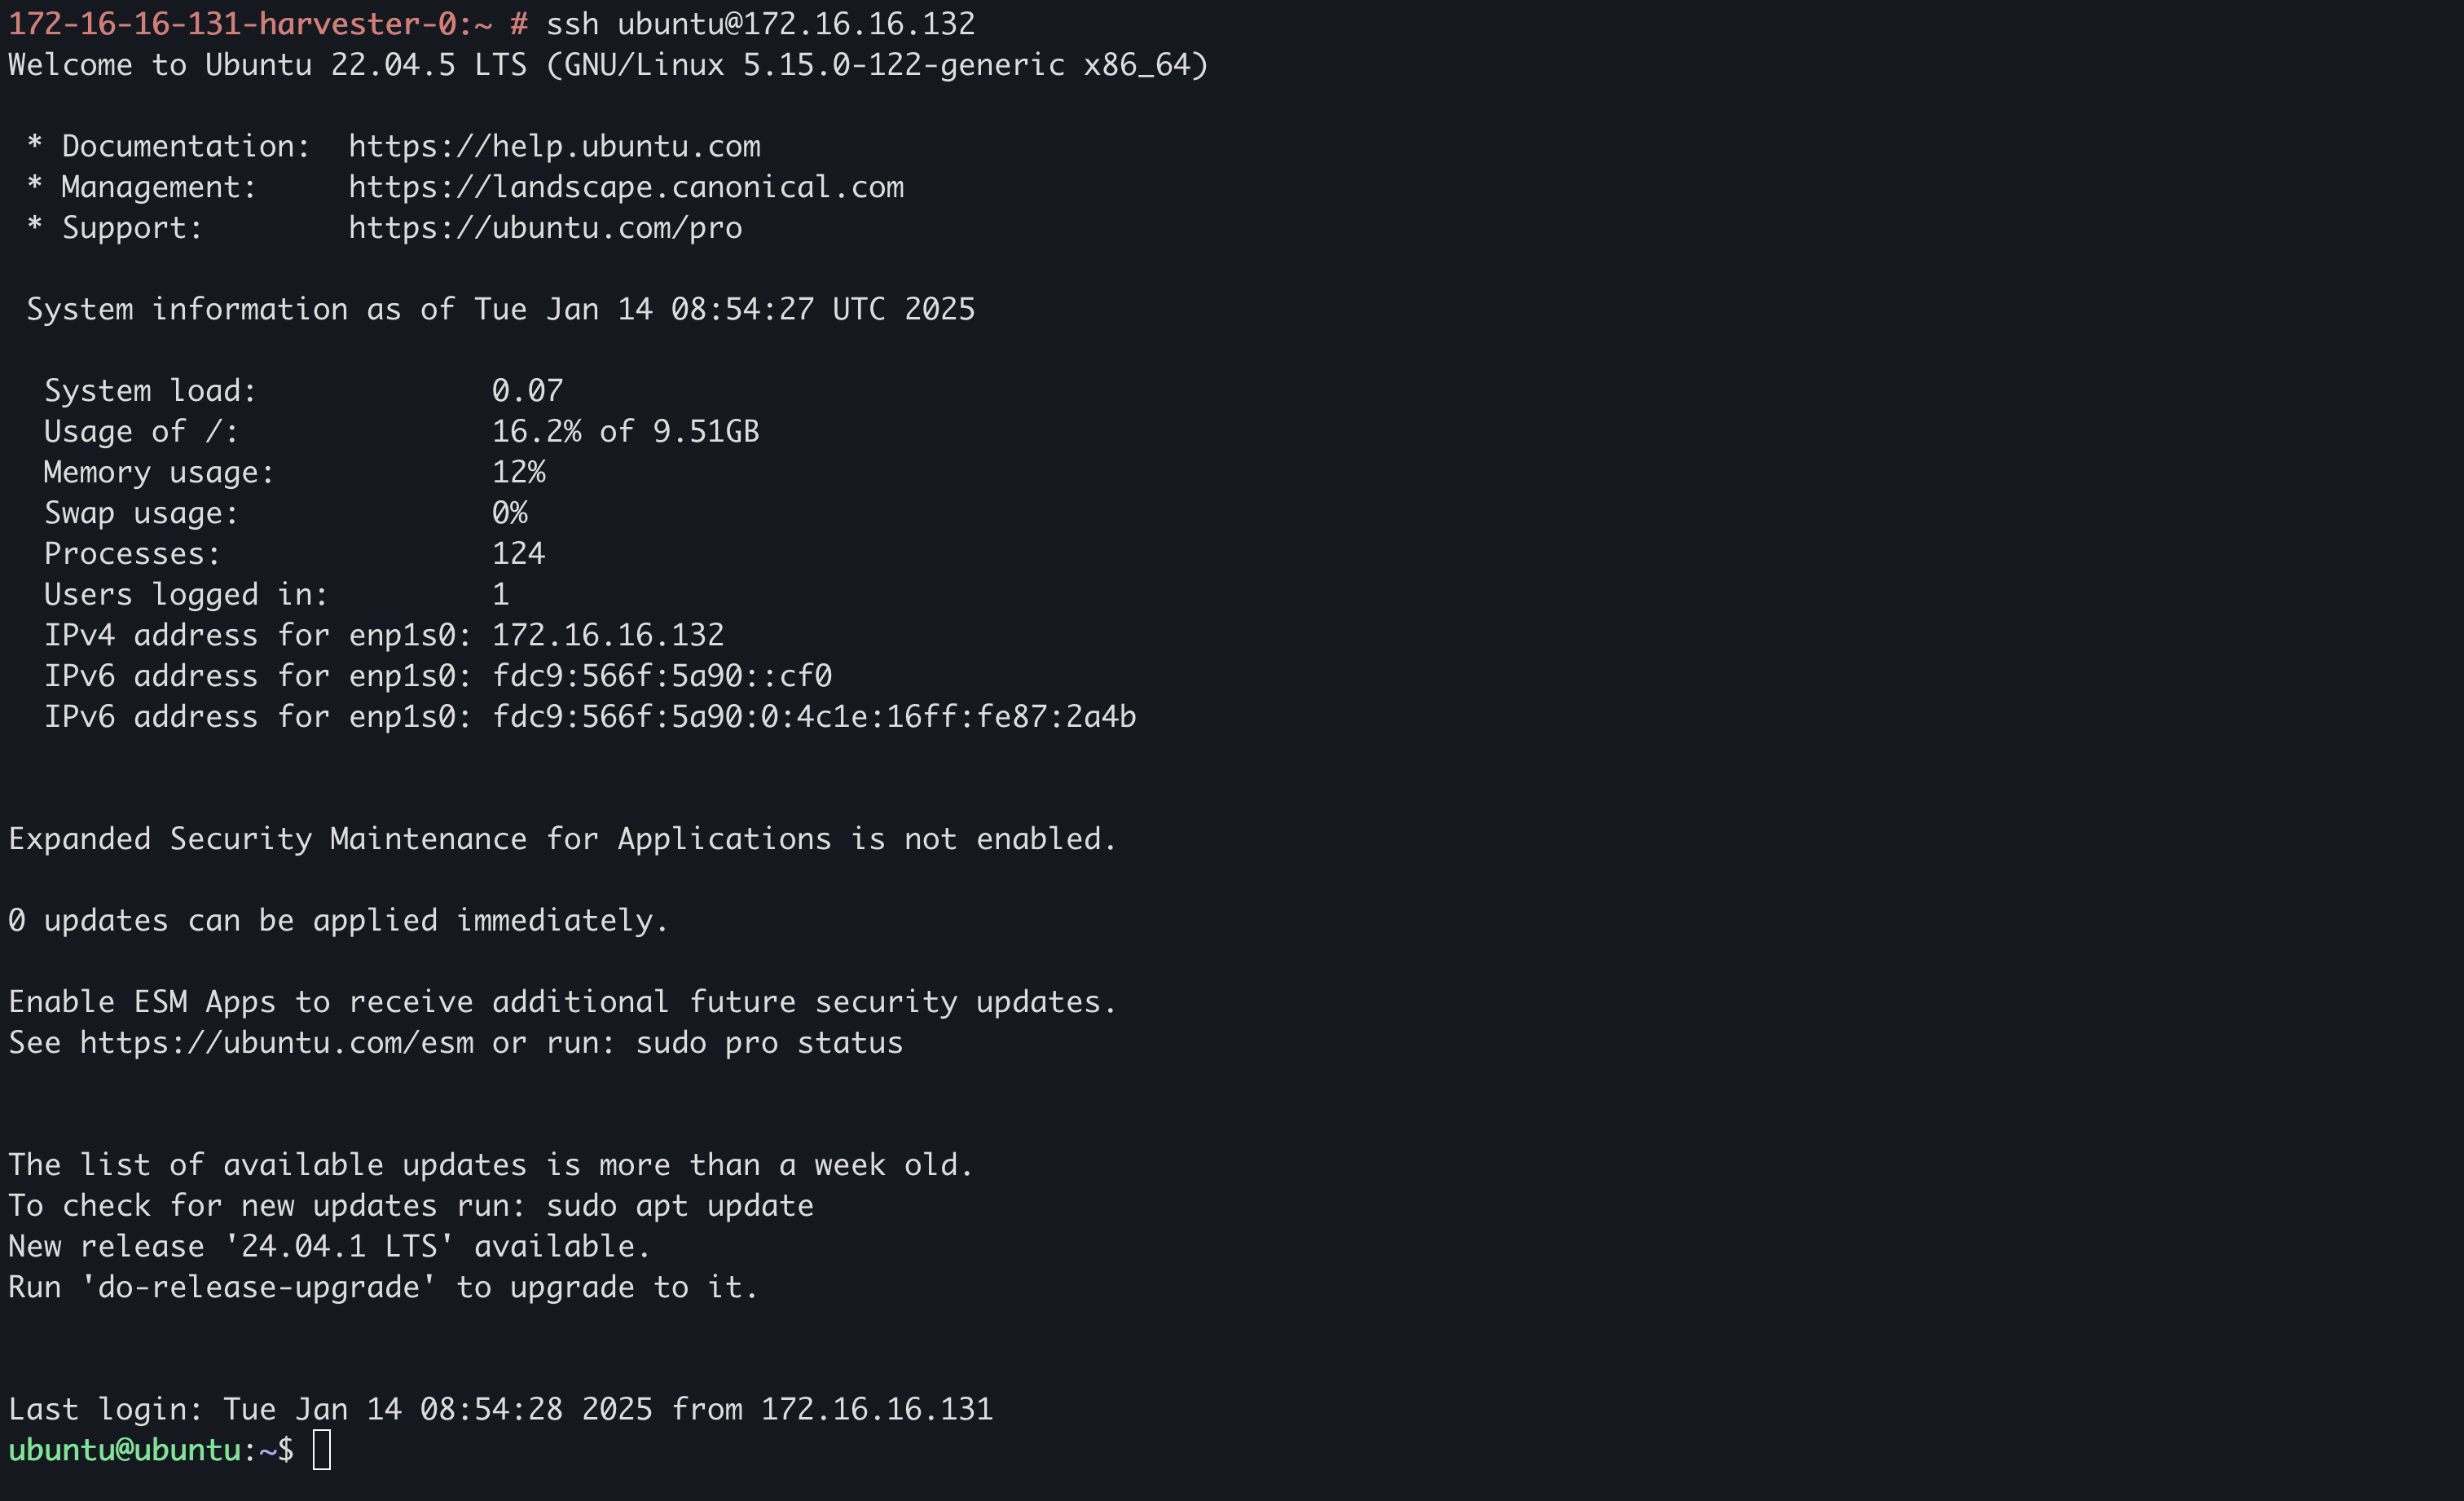 172-16-16-131-harvester-0:~ # ssh ubuntu@172.16.16.132
Welcome to Ubuntu 22.04.5 LTS (GNU/Linux 5.15.0-122-generic x86_64)
* Documentation:  https://help.ubuntu.com
* Management:     https://landscape.canonical.com
* Support:        https://ubuntu.com/pro
System information as of Tue Jan 14 08:54:27 UTC 2025
System load:             0.07
Usage of /:              16.2% of 9.51GB
Memory usage:            12%
Swap usage:              0%
Processes:               124
Users logged in:         1
IPv4 address for enp1s0: 172.16.16.132
IPv6 address for enp1s0: fdc9:566f:5a90::cf0
IPv6 address for enp1s0: fdc9:566f:5a90:0:4c1e:16ff:fe87:2a4b
Expanded Security Maintenance for Applications is not enabled.
0 updates can be applied immediately.
Enable ESM Apps to receive additional future security updates.
See https://ubuntu.com/esm or run: sudo pro status
The list of available updates is more than a week old.
To check for new updates run: sudo apt update
New release '24.04.1 LTS' available.
Run 'do-release-upgrade' to upgrade to it.
Last login: Tue Jan 14 08:54:28 2025 from 172.16.16.131
ubuntu@ubuntu:~$